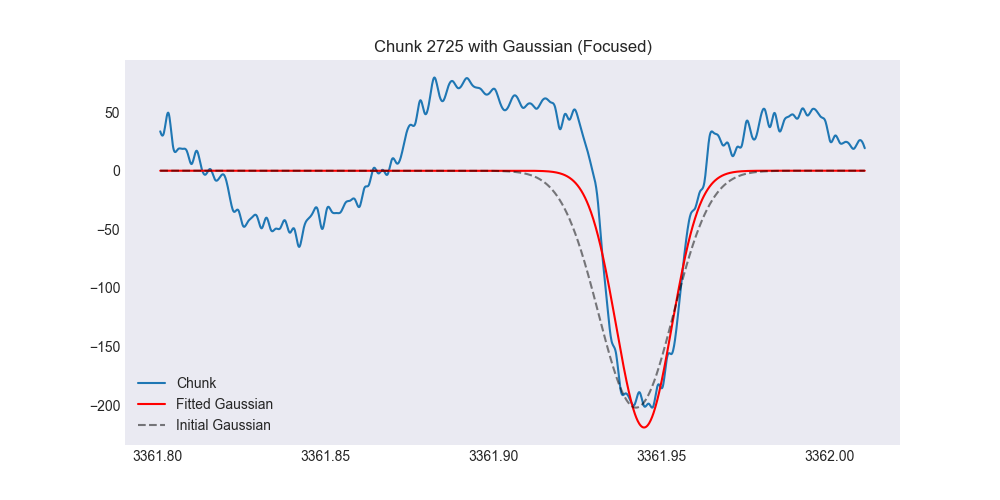 Chunk 2725 with Gaussian (Focused)
50
0
−50
−100
−150
−200
Chunk
Fitted Gaussian
Initial Gaussian
3361.80 3361.85 3361.90 3361.95 3362.00